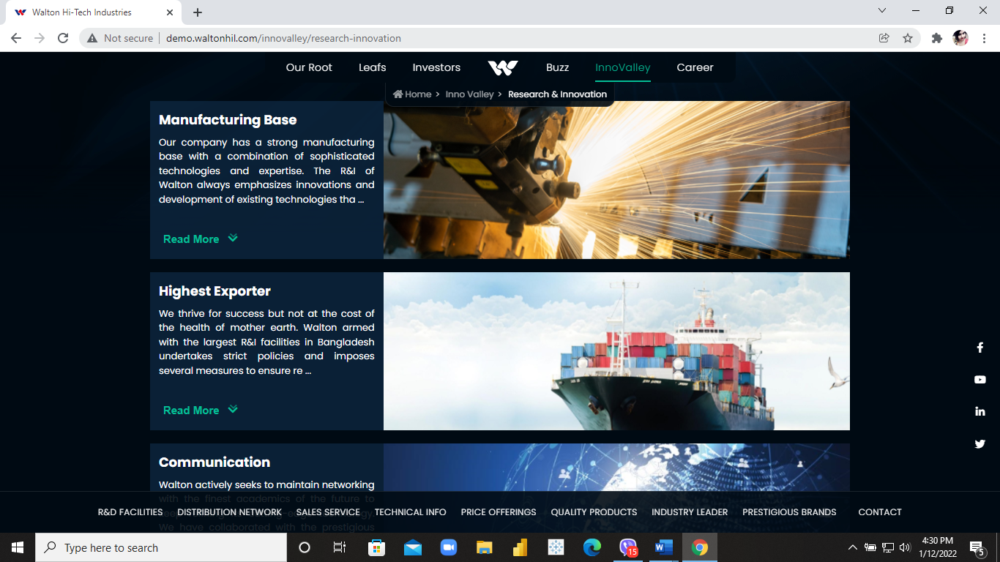 Walton Hi-Tech Industries
Not secure
demo.waltonhil.com/innovalley/research-innovation
Our Root
Leafs
Investors
Buzz
InnoValley
Career
Home > Inno Valley > Research & Innovation
Manufacturing Base
Our company has a strong manufacturing
base with a combination of sophisticated
technologies and expertise. The R&I of
Walton always emphasizes innovations and
development of existing technologies tha ...
Read More
Highest Exporter
We thrive for success but not at the cost of
the health of mother earth. Walton armed
with the largest R&I facilities in Bangladesh
undertakes strict policies and imposes
several measures to ensure re ...
Read More
Communication
Walton actively seeks to maintain networking
with the finest academics of the future to
We have collaborated with the prestigious
R&D FACILITIES
DISTRIBUTION NETWORK
SALES SERVICE
TECHNICAL INFO
PRICE OFFERINGS
QUALITY PRODUCTS
INDUSTRY LEADER
PRESTIGIOUS BRANDS
CONTACT
Type here to search
15
4:30 PM
1/12/2022
5